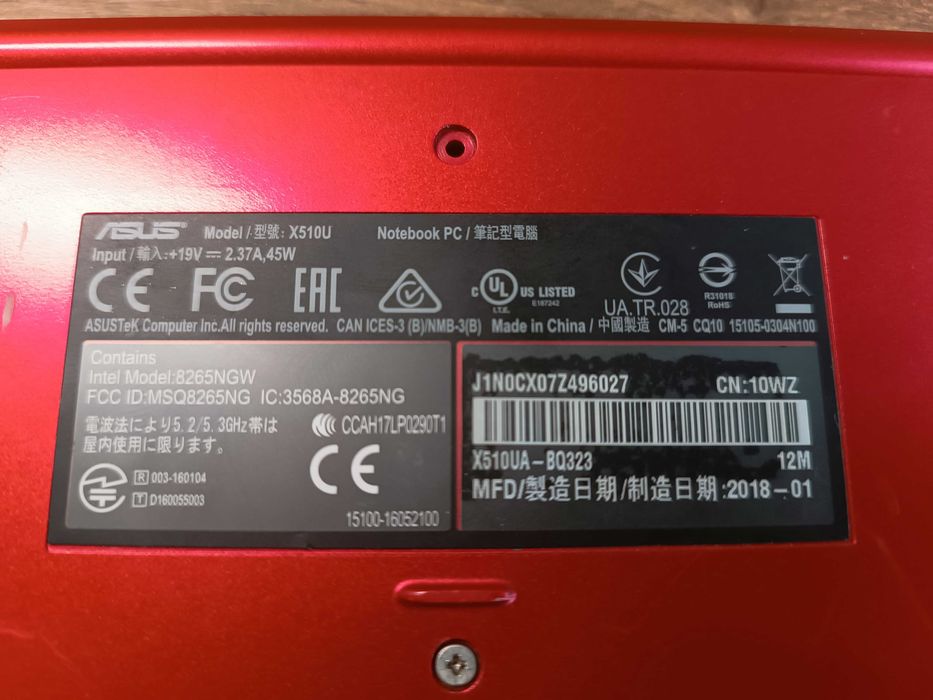 ASUS Model / 型號: X510U Notebook PC / 筆記型電腦
Input / 輸入:+19V⎓ 2.37A,45W
CE FC EAC c UL US LISTED
I.T.E. E187242
UA.TR.028
R31018
RoHS
ASUSTeK Computer Inc.All rights reserved. CAN ICES-3 (B)/NMB-3(B) Made in China / 中國製造 CM-5 CQ10 15105-0304N100
Contains
Intel Model:8265NGW
FCC ID:MSQ8265NG IC:3568A-8265NG
電波法により5.2/5.3GHz帯は
屋内使用に限ります。
CCAH17LP0290T1
R 003-160104
T D160055003
CE
15100-16052100
J1N0CX07Z496027 CN:10WZ
X510UA-BQ323 12M
MFD/製造日期/制造日期:2018-01